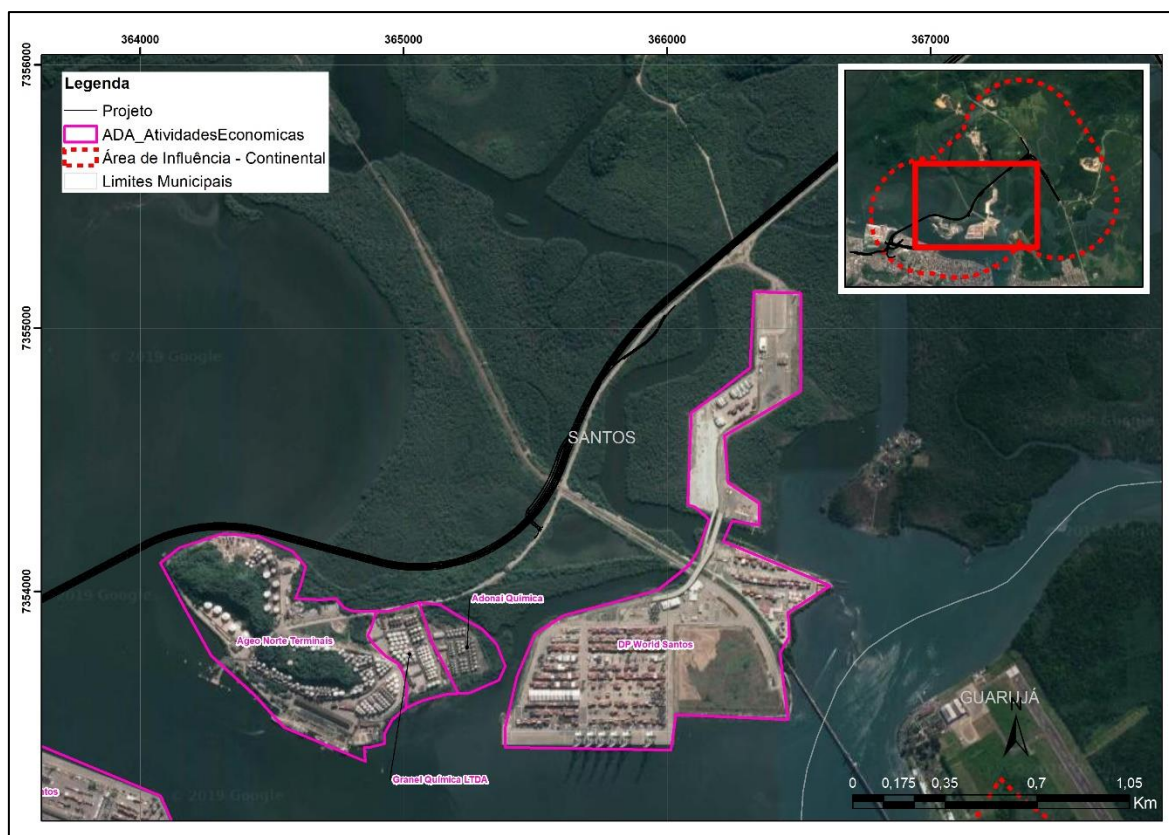 364000 365000 366000 367000
7356000
7355000
7354000
Legenda
Projeto
ADA_AtividadesEconomicas
Área de Influência - Continental
Limites Municipais
© 2019 Google
SANTOS
Adonai Química
Ageo Norte Terminais
DP World Santos
Granel Química LTDA
GUARUJÁ
N
tos
© 2019 Google
0 0,175 0,35 0,7 1,05
Km